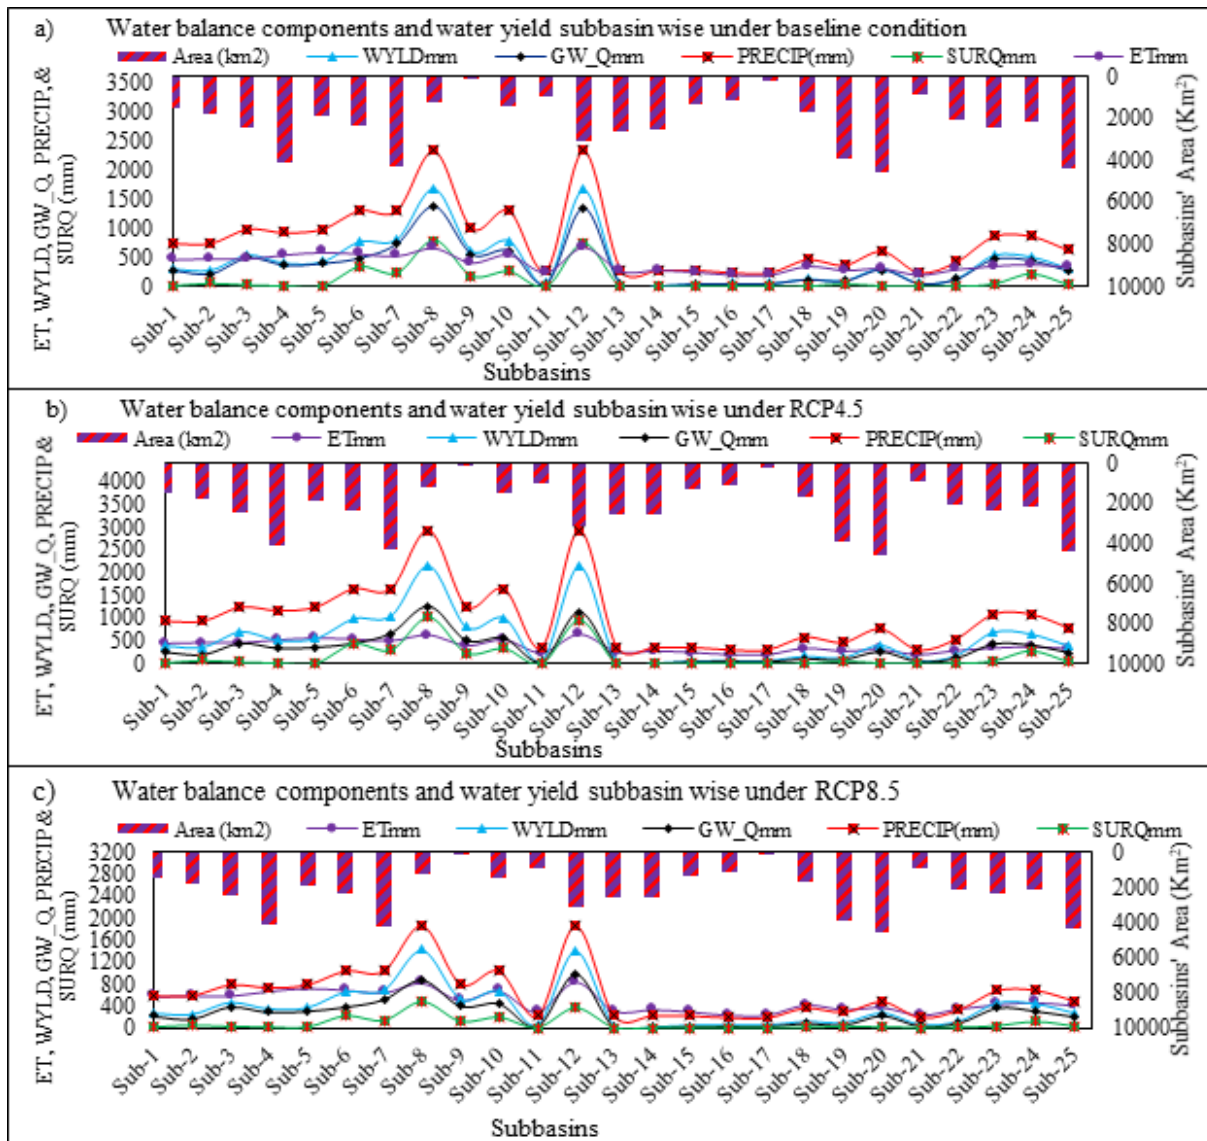 a) Water balance components and water yield subbasin wise under baseline condition
Area (km2) WYLDmm GW_Qmm PRECIP(mm) SURQmm ETmm
ET, WYLD, GW_Q, PRECIP, &
SURQ (mm)
3500
3000
2500
2000
1500
1000
500
0
0
2000
4000
6000
8000
10000
Subbasins' Area (Km²)
Sub-1 Sub-2 Sub-3 Sub-4 Sub-5 Sub-6 Sub-7 Sub-8 Sub-9 Sub-10 Sub-11 Sub-12 Sub-13 Sub-14 Sub-15 Sub-16 Sub-17 Sub-18 Sub-19 Sub-20 Sub-21 Sub-22 Sub-23 Sub-24 Sub-25
Subbasins
b) Water balance components and water yield subbasin wise under RCP4.5
Area (km2) ETmm WYLDmm GW_Qmm PRECIP(mm) SURQmm
ET, WYLD,, GW_Q, PRECIP &
SURQ (mm)
4000
3500
3000
2500
2000
1500
1000
500
0
0
2000
4000
6000
8000
10000
Subbasins' Area (Km²)
Sub-1 Sub-2 Sub-3 Sub-4 Sub-5 Sub-6 Sub-7 Sub-8 Sub-9 Sub-10 Sub-11 Sub-12 Sub-13 Sub-14 Sub-15 Sub-16 Sub-17 Sub-18 Sub-19 Sub-20 Sub-21 Sub-22 Sub-23 Sub-24 Sub-25
Subbasins
c) Water balance components and water yield subbasin wise under RCP8.5
Area (km2) ETmm WYLDmm GW_Qmm PRECIP(mm) SURQmm
ET, WYLD, GW_Q, PRECIP &
SURQ (mm)
3200
2800
2400
2000
1600
1200
800
400
0
0
2000
4000
6000
8000
10000
Subbasins' Area (Km²)
Sub-1 Sub-2 Sub-3 Sub-4 Sub-5 Sub-6 Sub-7 Sub-8 Sub-9 Sub-10 Sub-11 Sub-12 Sub-13 Sub-14 Sub-15 Sub-16 Sub-17 Sub-18 Sub-19 Sub-20 Sub-21 Sub-22 Sub-23 Sub-24 Sub-25
Subbasins